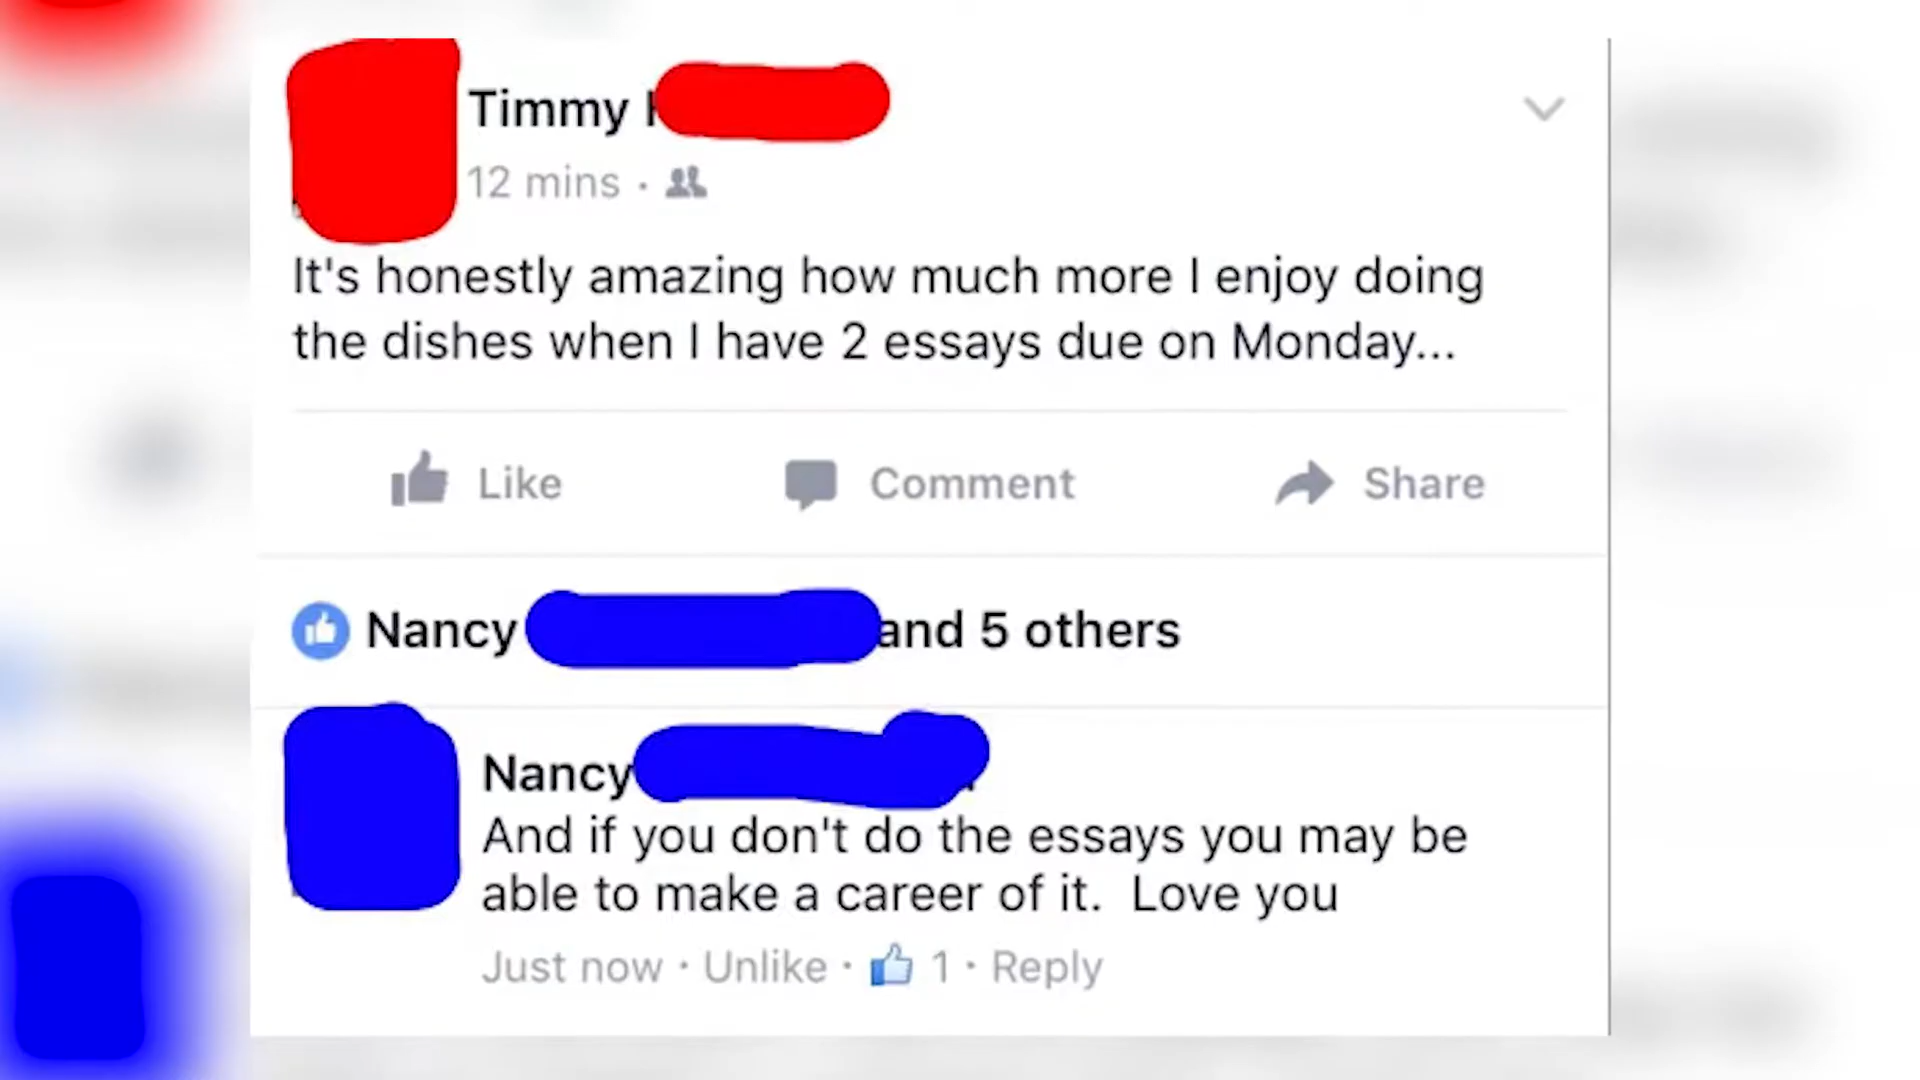 Timmy
12 mins ·
It's honestly amazing how much more I enjoy doing
the dishes when I have 2 essays due on Monday...
Like Comment Share
Nancy and 5 others
Nancy
And if you don't do the essays you may be
able to make a career of it. Love you
Just now · Unlike · 1 · Reply